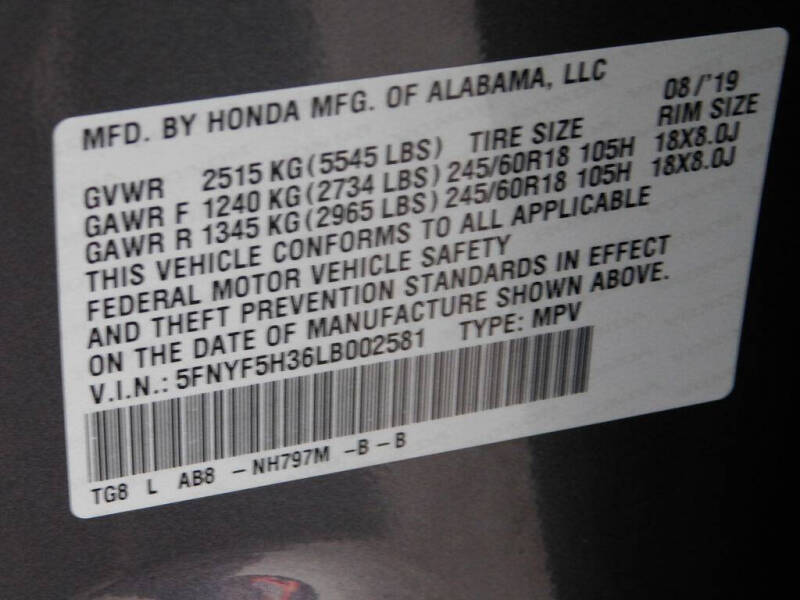 MFD. BY HONDA MFG. OF ALABAMA, LLC 08/'19
TIRE SIZE RIM SIZE
GVWR 2515 KG(5545 LBS)
GAWR F 1240 KG(2734 LBS) 245/60R18 105H 18X8.0J
GAWR R 1345 KG(2965 LBS) 245/60R18 105H 18X8.0J
THIS VEHICLE CONFORMS TO ALL APPLICABLE
FEDERAL MOTOR VEHICLE SAFETY
AND THEFT PREVENTION STANDARDS IN EFFECT
ON THE DATE OF MANUFACTURE SHOWN ABOVE.
V.I.N.: 5FNYF5H36LB002581 TYPE: MPV
TG8 L AB8 -NH797M -B-B